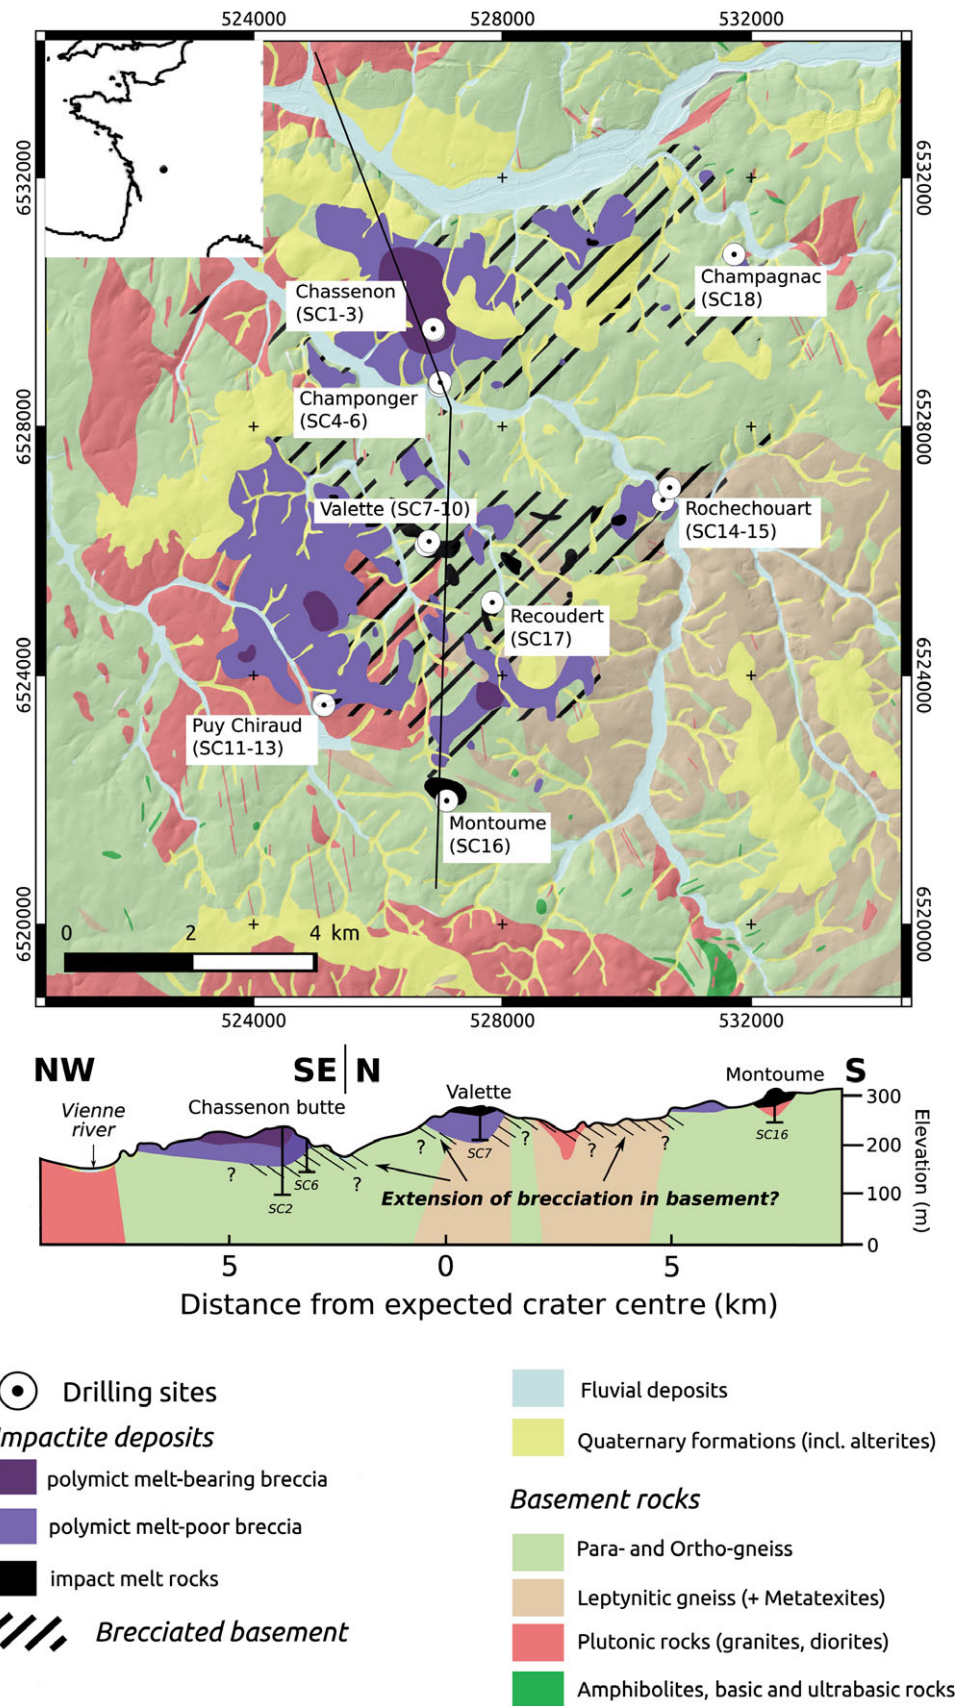 524000 528000 532000
6532000
6532000
Chassenon
(SC1-3)
Champagnac
(SC18)
Champonger
(SC4-6)
6528000
6528000
Valette (SC7-10)
Rochechouart
(SC14-15)
Recoudert
(SC17)
6524000
6524000
Puy Chiraud
(SC11-13)
Montoume
(SC16)
6520000
6520000
0 2 4 km
524000 528000 532000
NW SE N S
Vienne
river
Chassenon butte
Valette
Montoume
300
200
100
0
Elevation (m)
? ? ? ? ? ?
SC2
SC6
SC7
SC16
Extension of brecciation in basement?
5 0 5
Distance from expected crater centre (km)
Drilling sites
Impactite deposits
polymict melt-bearing breccia
polymict melt-poor breccia
impact melt rocks
Brecciated basement
Fluvial deposits
Quaternary formations (incl. alterites)
Basement rocks
Para- and Ortho-gneiss
Leptynitic gneiss (+ Metatexites)
Plutonic rocks (granites, diorites)
Amphibolites, basic and ultrabasic rocks